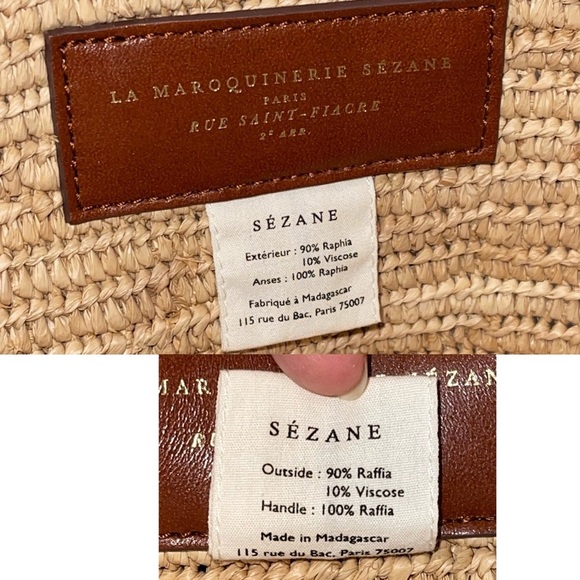 LA MAROQUINERIE SÉZANE
PARIS
RUE SAINT-FIACRE
2E ARR.
SÉZANE
Extérieur : 90% Raphia
10% Viscose
Anses : 100% Raphia
Fabriqué à Madagascar
115 rue du Bac, Paris 75007
MAR
ÉZAN
SÉZANE
Outside : 90% Raffia
10% Viscose
Handle : 100% Raffia
Made in Madagascar
115 rue du Bac, Paris 75007